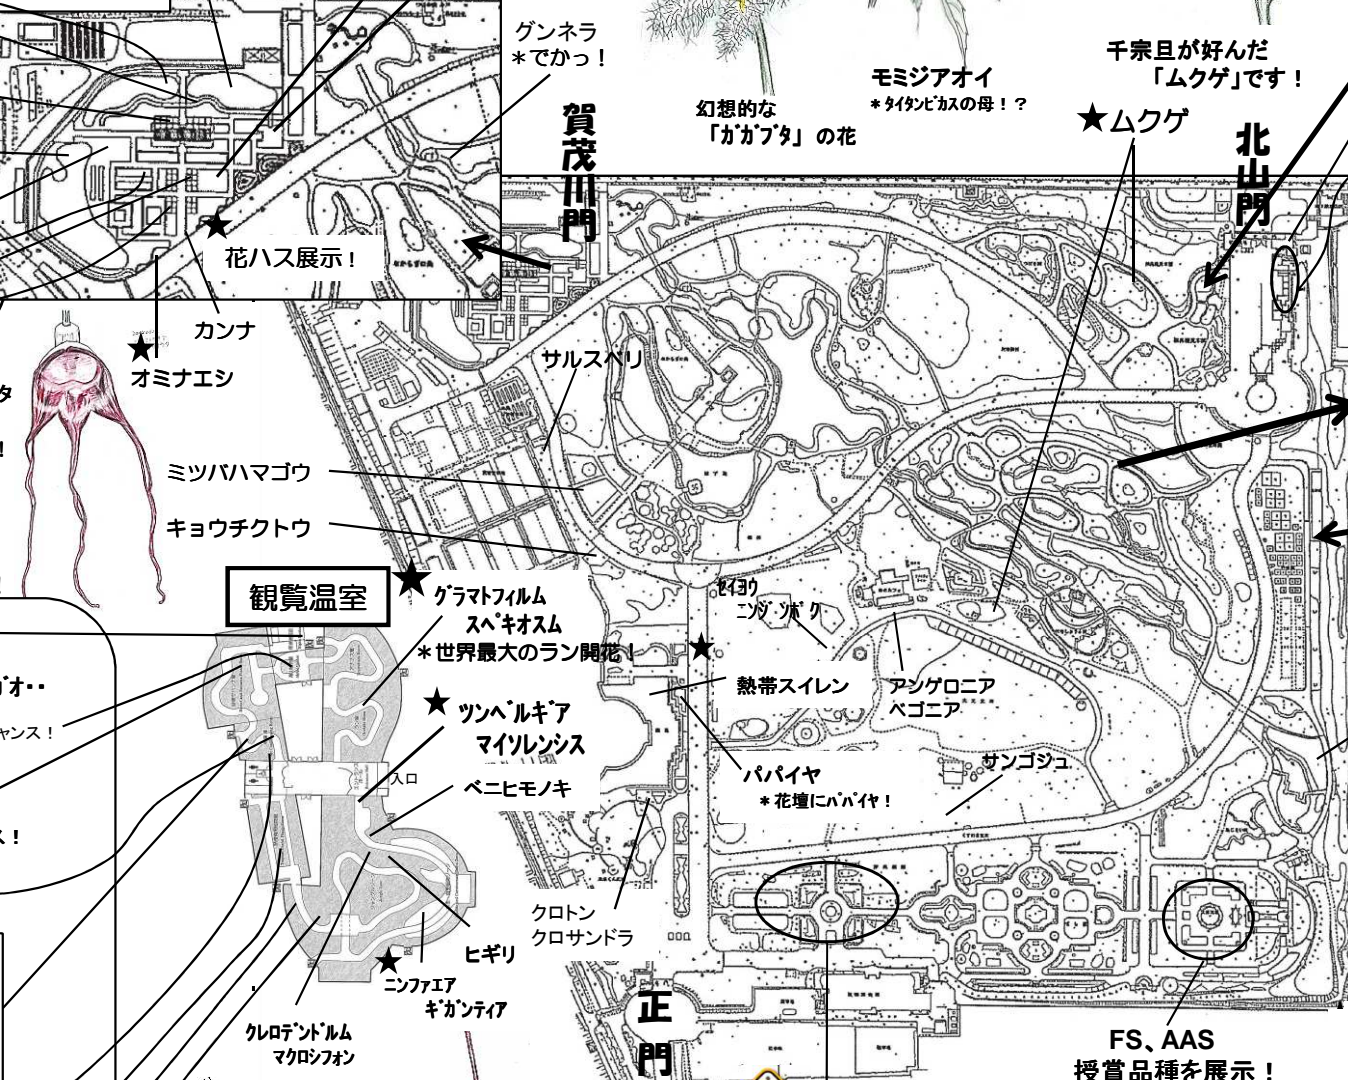 グンネラ
＊でかっ！
賀茂川門
幻想的な
「ガガブタ」の花
モミジアオイ
＊タイタンビカスの母！？
千宗旦が好んだ
「ムクゲ」です！
★ムクゲ
北山門
★
花ハス展示！
カンナ
★
オミナエシ
サルスベリ
タ
！
ミツバハマゴウ
キョウチクトウ
観覧温室
★
グラマトフィルム
スペキオスム
＊世界最大のラン開花！
★
ツンベルギア
マイソレンシス
ベニヒモノキ
入口
セイヨウ
ニンジンボク
★
熱帯スイレン
アンゲロニア
ベゴニア
パパイヤ
＊花壇にパパイヤ！
サンゴジュ
ャンス！
ス！
クロトン
クロサンドラ
ヒギリ
★
ニンファエア
ギガンティア
クレロデンドルム
マクロシフォン
正門
FS、AAS
授賞品種を展示！